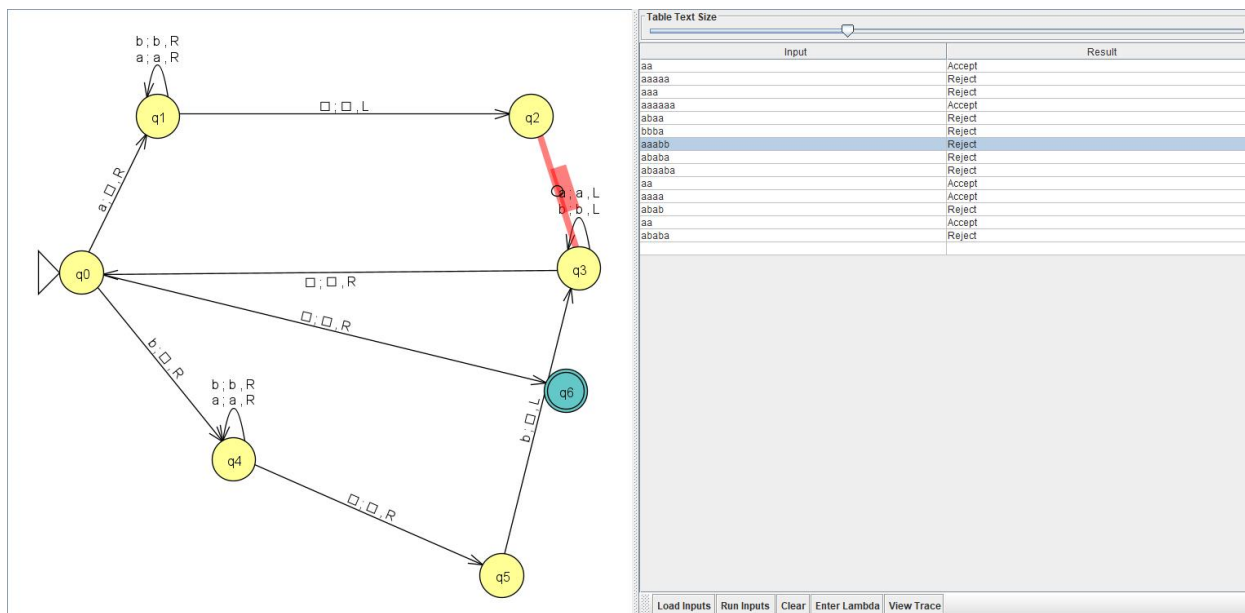 b ; b , R
a ; a , R
q1
□ ; □ , L
q2
a ; □ , R
a ; a , L
b ; b , L
q0
q3
□ ; □ , R
□ ; □ , R
b ; □ , R
q6
b ; b , R
a ; a , R
b ; □ , L
q4
□ ; □ , R
q5
Table Text Size
Input Result
aa Accept
aaaaa Reject
aaa Reject
aaaaaa Accept
abaa Reject
bbba Reject
aaabb Reject
ababa Reject
abaaba Reject
aa Accept
aaaa Accept
abab Reject
aa Accept
ababa Reject
Load Inputs Run Inputs Clear Enter Lambda View Trace